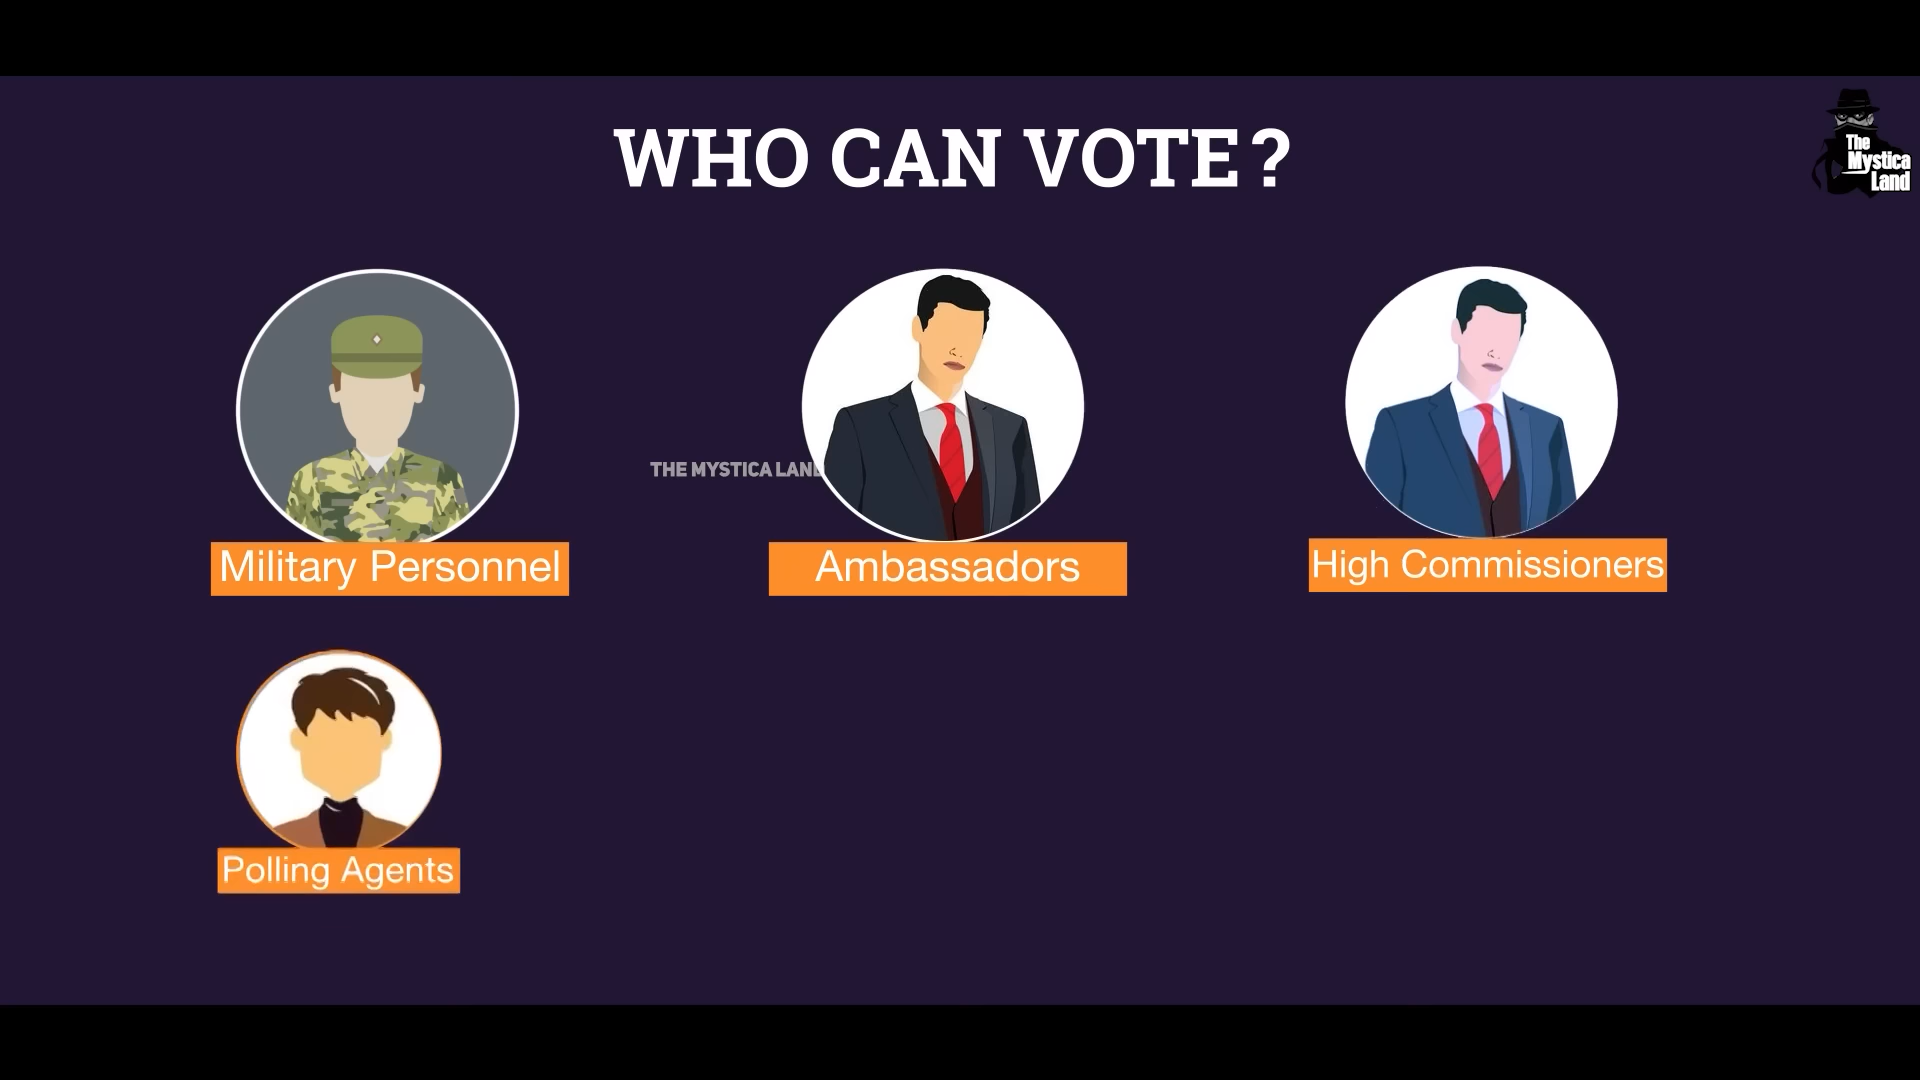 WHO CAN VOTE?
The
Mystica
Land
THE MYSTICA LAND
Military Personnel
Ambassadors
High Commissioners
Polling Agents